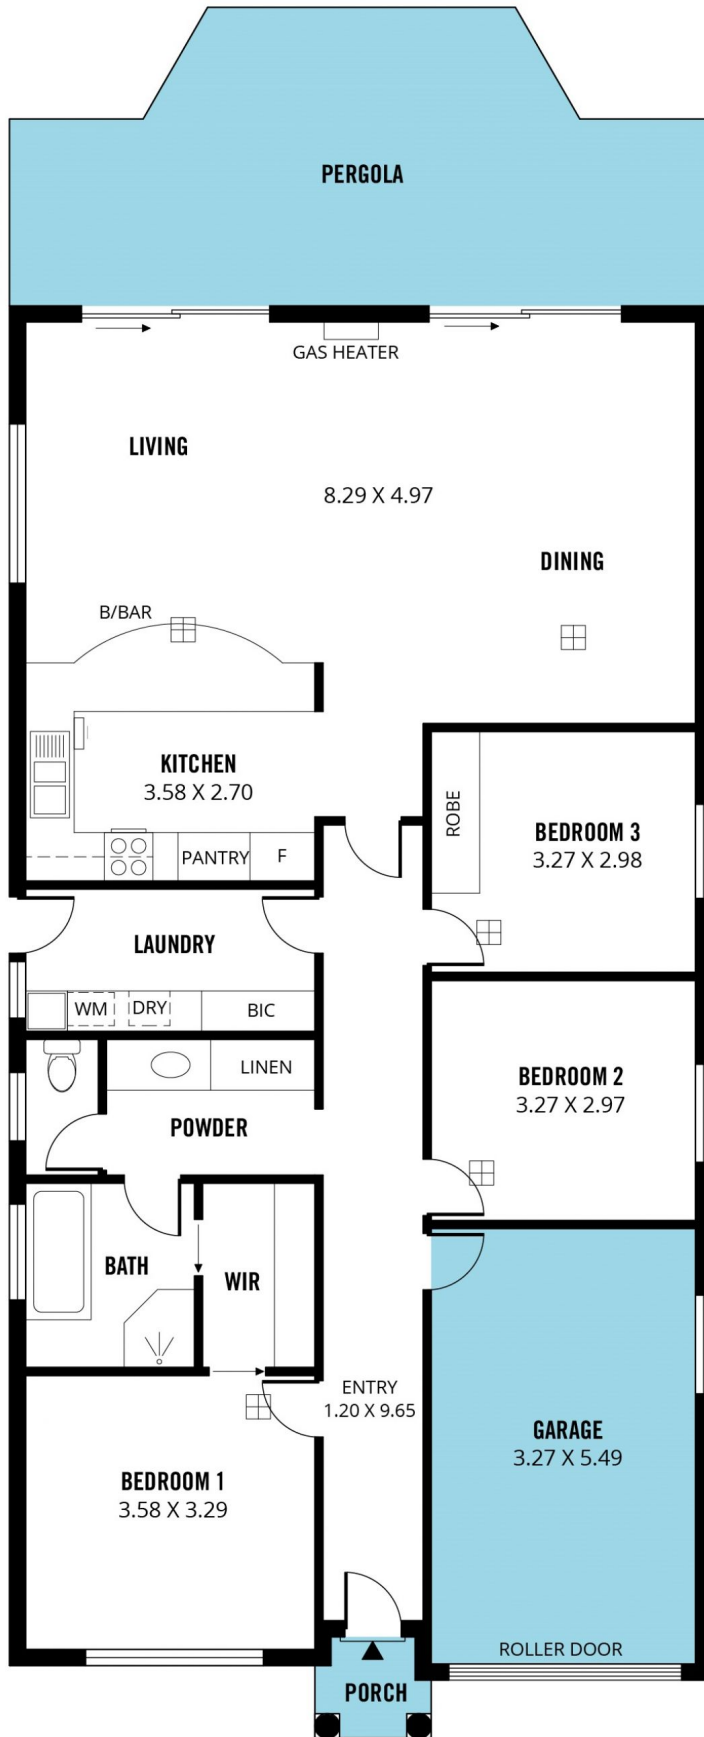 PERGOLA
GAS HEATER
LIVING
8.29 X 4.97
DINING
B/BAR
KITCHEN
3.58 X 2.70
ROBE
BEDROOM 3
3.27 X 2.98
PANTRY
F
LAUNDRY
WM
DRY
BIC
LINEN
BEDROOM 2
3.27 X 2.97
POWDER
BATH
WIR
ENTRY
1.20 X 9.65
GARAGE
3.27 X 5.49
BEDROOM 1
3.58 X 3.29
ROLLER DOOR
PORCH